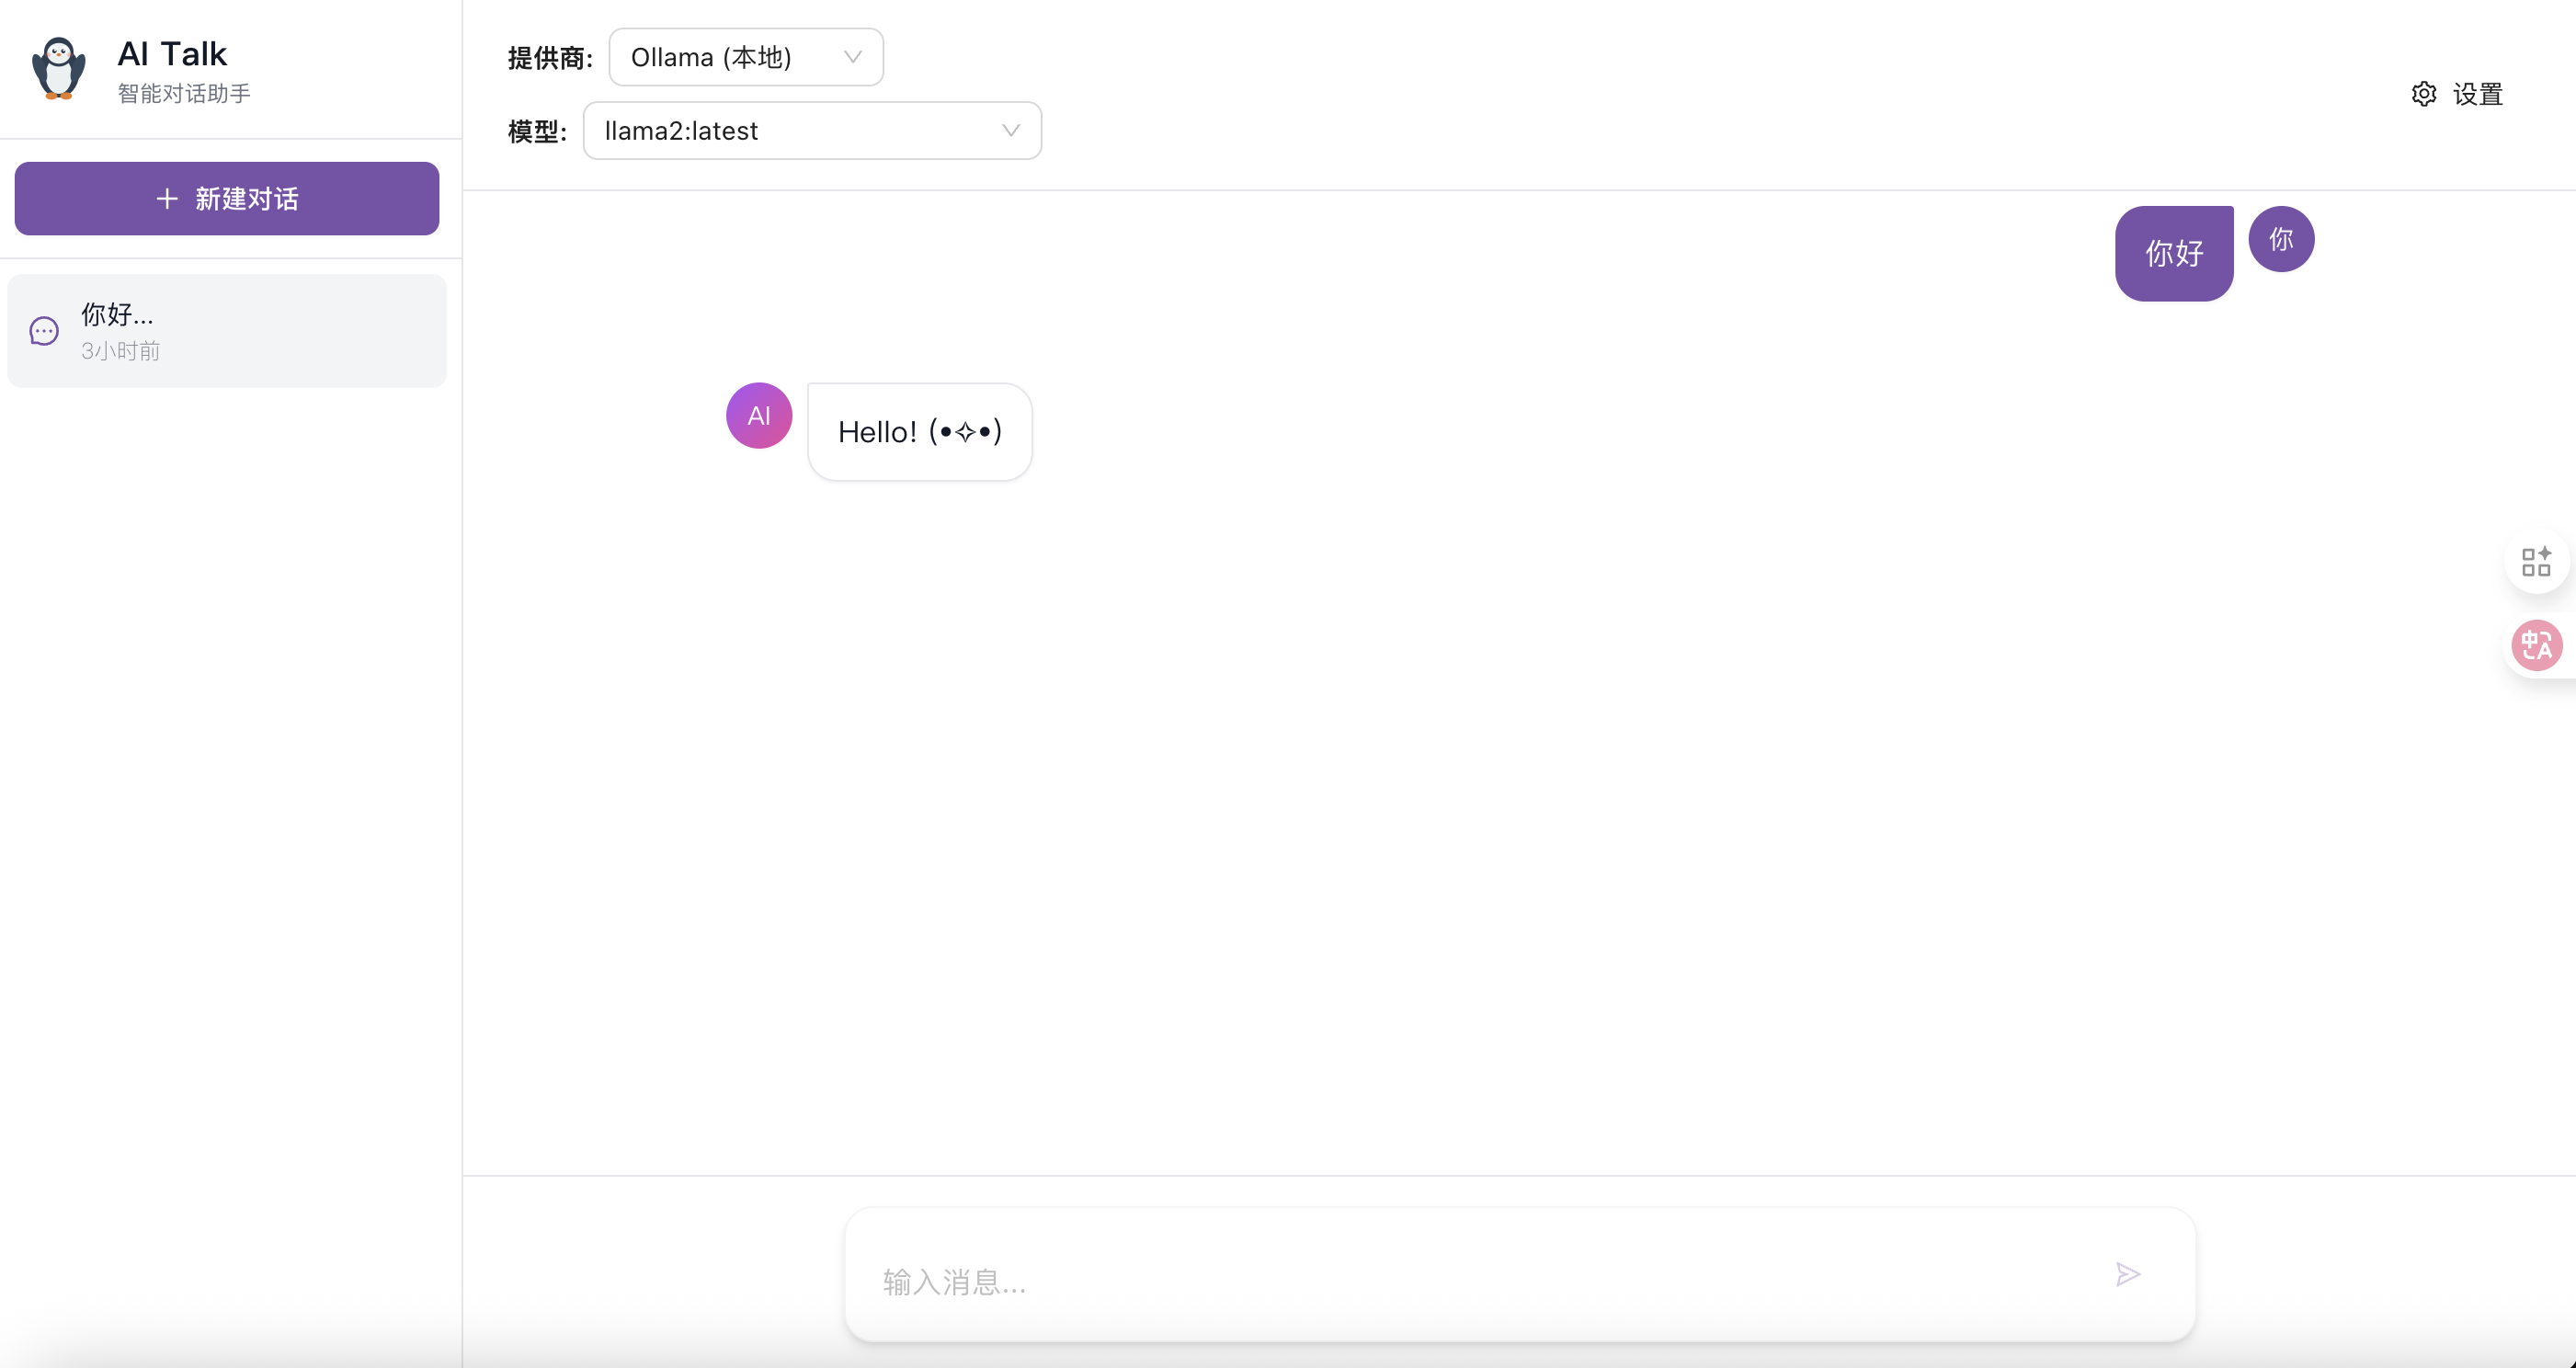 AI Talk
智能对话助手
新建对话
你好...
3小时前
提供商: Ollama (本地)
模型: llama2:latest
设置
你好 你
AI Hello! (•✧•)
中A
输入消息...